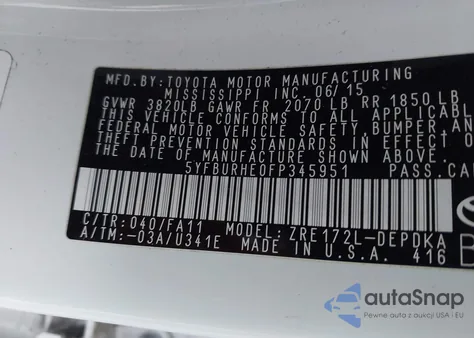 MFD. BY: TOYOTA MOTOR MANUFACTURING
MISSISSIPPI INC. 06/15
GVWR 3820LB GAWR FR 2070 LB RR 1850 LB
THIS VEHICLE CONFORMS TO ALL APPLICABL
FEDERAL MOTOR VEHICLE SAFETY, BUMPER, AN
THEFT PREVENTION STANDARDS IN EFFECT O
THE DATE OF MANUFACTURE SHOWN ABOVE.
5YFBURHE0FP345951 PASS. CA
C/TR: 040/FA11 MODEL: ZRE172L-DEPDKA
A/TM: -03A/U341E MADE IN U.S.A. 416
autoSnap
Pewne auta z aukcji USA i EU